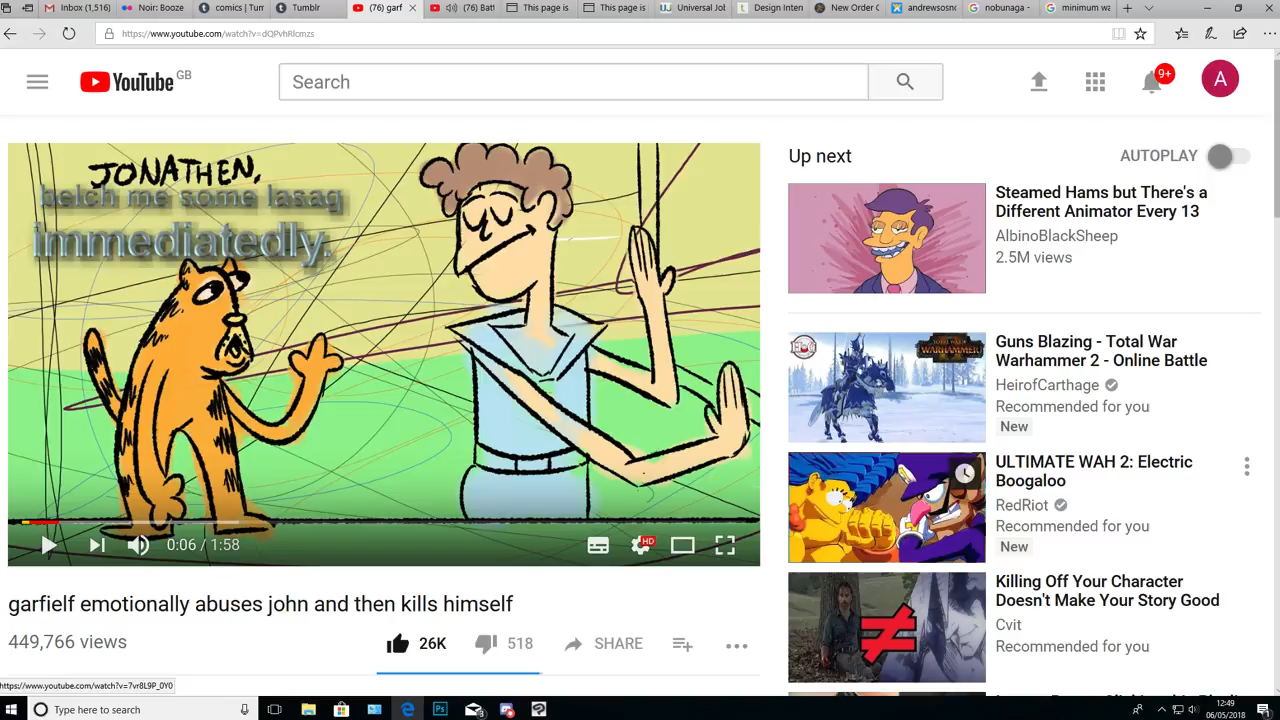 Inbox (1,516)
Noir: Booze
comics | Tum
Tumblr
(76) garf
(76) Batt
This page is
This page is
Universal Jol
Design Intern
New Order C
andrewsosn
nobunaga -
minimum wa
https://www.youtube.com/watch?v=dQPvhRlcmzs
YouTube GB
Search
9+
A
JONATHEN,
belch me some lasag
immediatedly.
0:06 / 1:58
HD
garfielf emotionally abuses john and then kills himself
449,766 views
26K
518
SHARE
Up next
AUTOPLAY
Steamed Hams but There's a
Different Animator Every 13
AlbinoBlackSheep
2.5M views
TOTAL WAR
WARHAMMER
Guns Blazing - Total War
Warhammer 2 - Online Battle
HeirofCarthage
Recommended for you
New
ULTIMATE WAH 2: Electric
Boogaloo
RedRiot
Recommended for you
New
Killing Off Your Character
Doesn't Make Your Story Good
Cvit
Recommended for you
https://www.youtube.com/watch?v=7vr8L9P_0Y0
Type here to search
12:49
06/05/2018